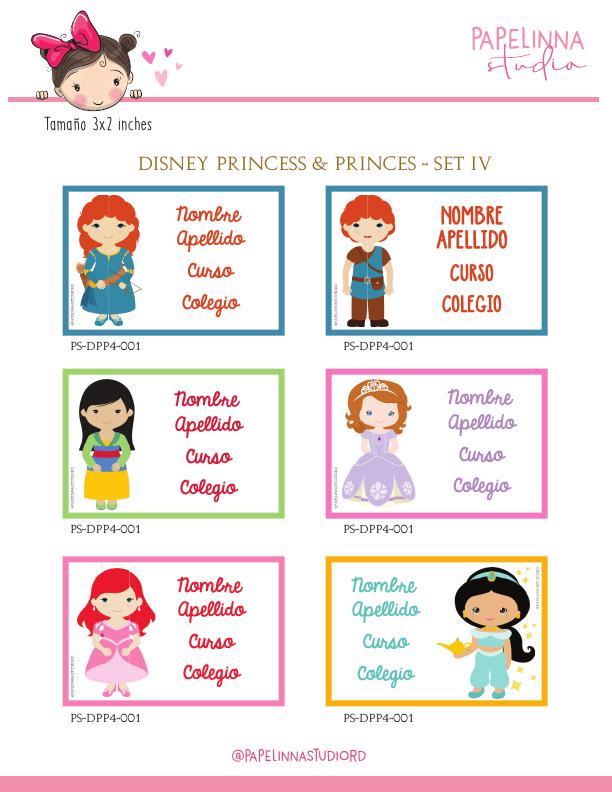 PAPELINNA
studio
Tamaño 3x2 inches
DISNEY PRINCESS & PRINCES - SET IV
Nombre
Apellido
Curso
Colegio
PS-DPP4-001
NOMBRE
APELLIDO
CURSO
COLEGIO
PS-DPP4-001
Nombre
Apellido
Curso
Colegio
PS-DPP4-001
Nombre
Apellido
Curso
Colegio
PS-DPP4-001
Nombre
Apellido
Curso
Colegio
PS-DPP4-001
Nombre
Apellido
Curso
Colegio
PS-DPP4-001
@PAPELINNASTUDIORD